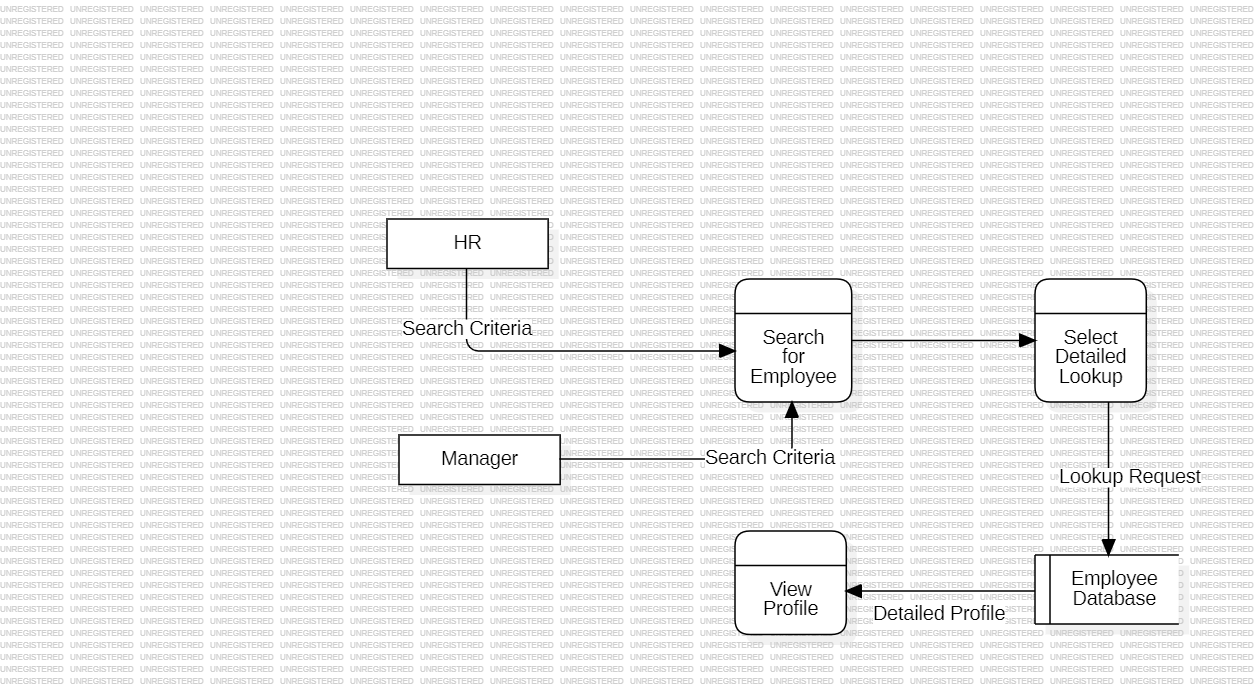 HR
Search Criteria
Search
for
Employee
Select
Detailed
Lookup
Manager
Search Criteria
Lookup Request
View
Profile
Detailed Profile
Employee
Database
UNREGISTERED